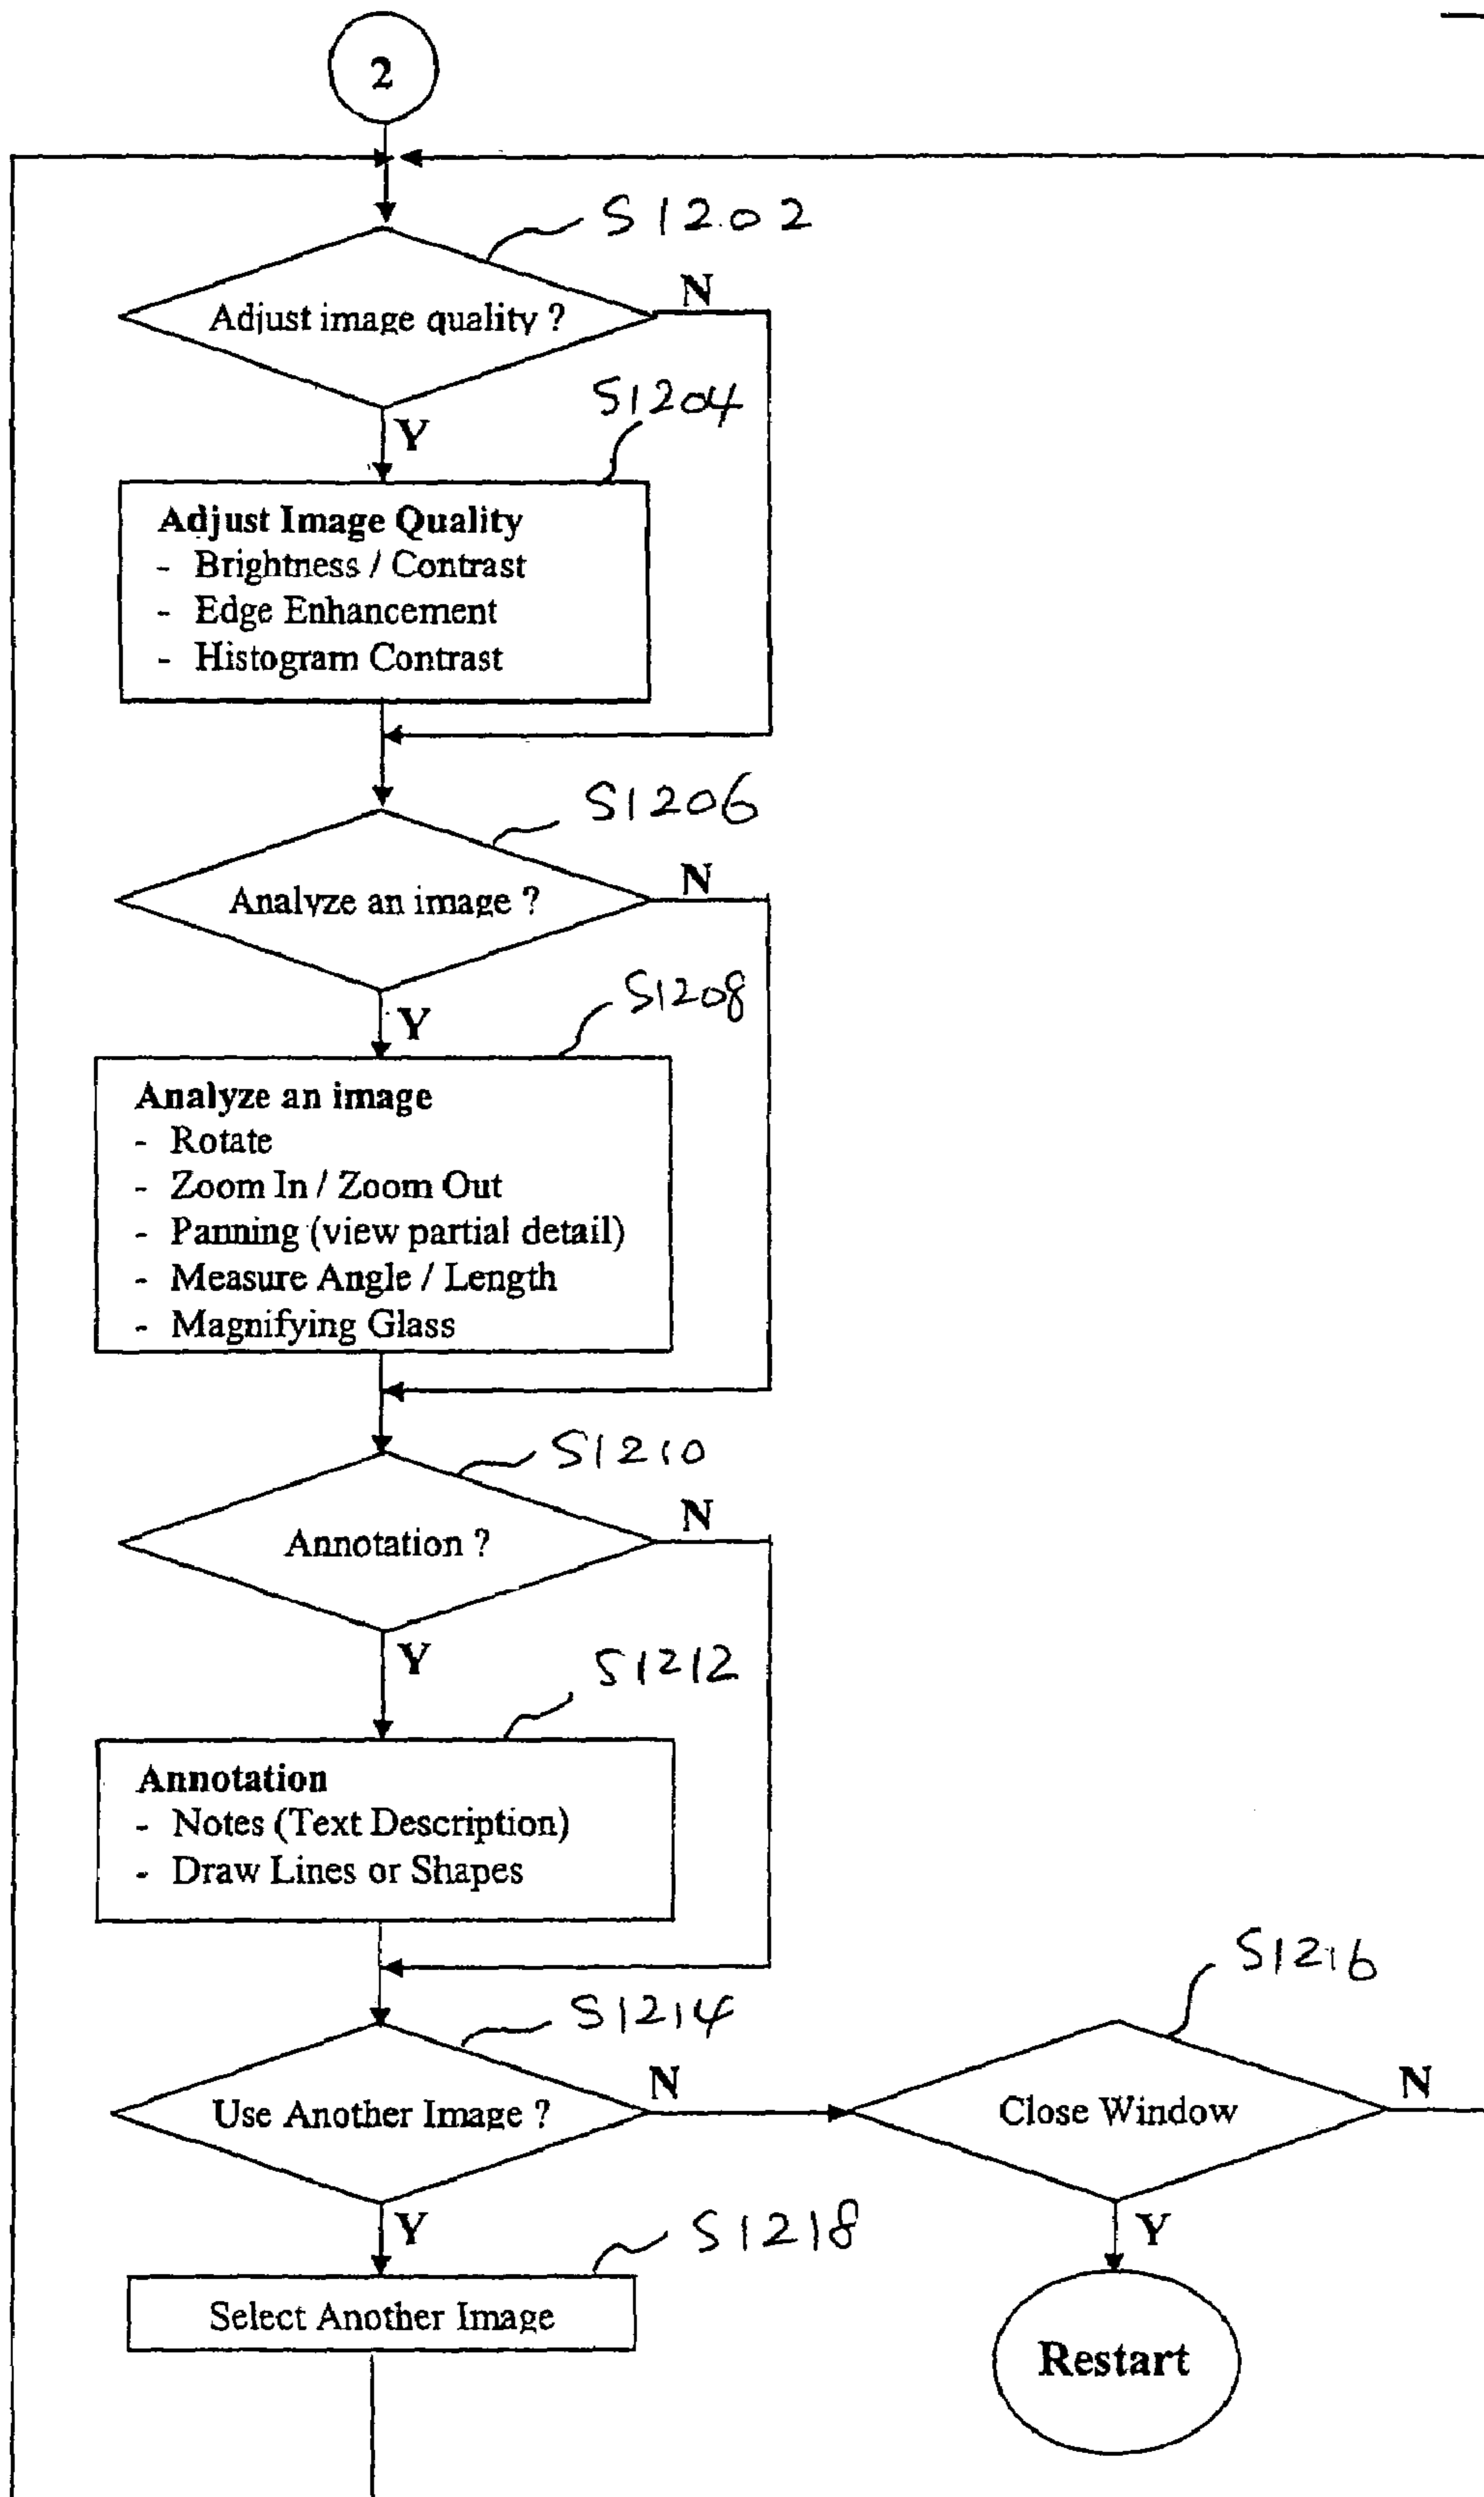 2
S1202
N
Adjust image quality ?
S1204
Y
Adjust Image Quality
- Brightness / Contrast
- Edge Enhancement
- Histogram Contrast
S1206
N
Analyze an image ?
S1208
Y
Analyze an image
- Rotate
- Zoom In / Zoom Out
- Panning (view partial detail)
- Measure Angle / Length
- Magnifying Glass
S1210
N
Annotation ?
Y
S1212
Annotation
- Notes (Text Description)
- Draw Lines or Shapes
S1216
S1214
N
N
Use Another Image ?
Close Window
S1218
Y
Y
Select Another Image
Restart